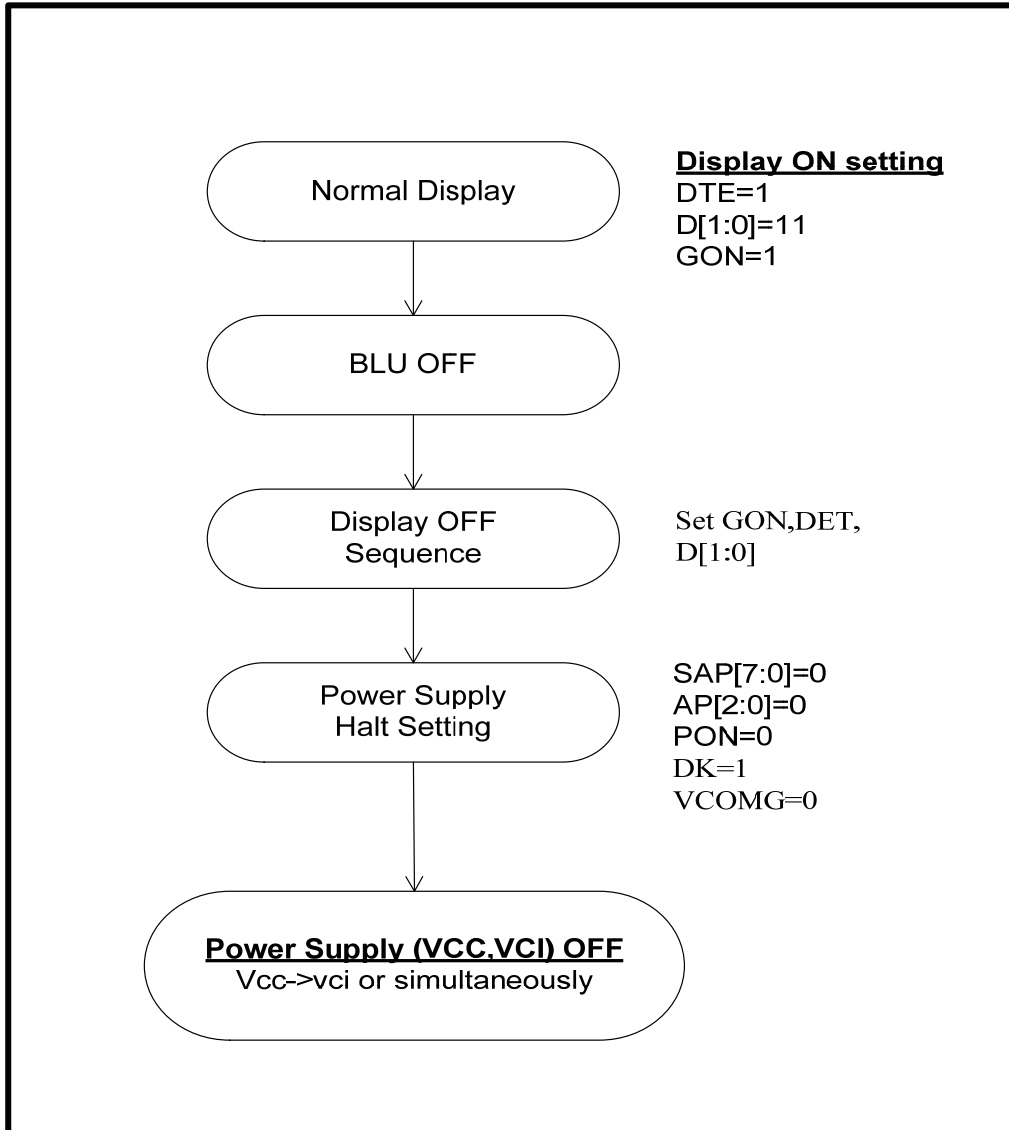 Normal Display
Display ON setting
DTE=1
D[1:0]=11
GON=1
BLU OFF
Display OFF
Sequence
Set GON,DET,
D[1:0]
Power Supply
Halt Setting
SAP[7:0]=0
AP[2:0]=0
PON=0
DK=1
VCOMG=0
Power Supply (VCC,VCI) OFF
Vcc->vci or simultaneously